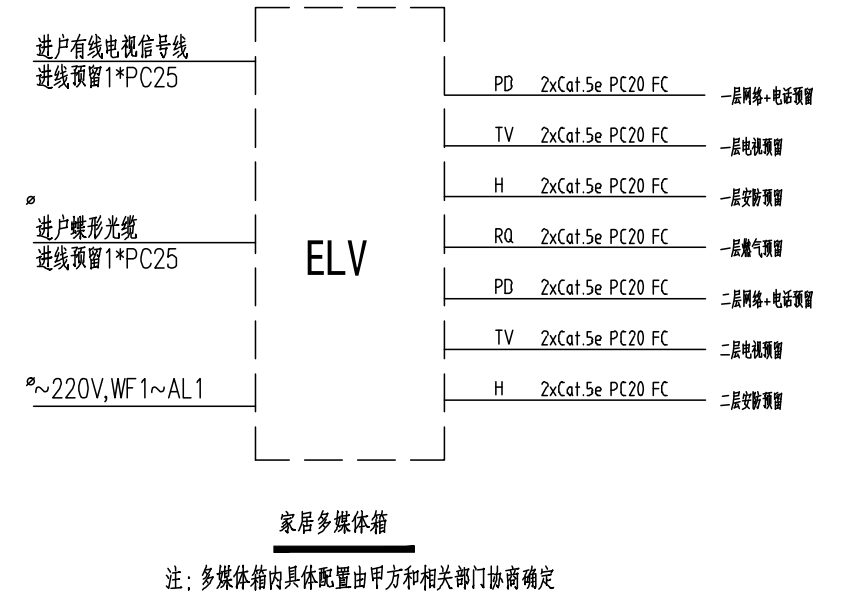 进户有线电视信号线
进线预留1*PC25
进户蝶形光缆
进线预留1*PC25
~220V,WF1~AL1
ELV
PD 2xCat.5e PC20 FC 一层网络+电话预留
TV 2xCat.5e PC20 FC 一层电视预留
H 2xCat.5e PC20 FC 一层安防预留
RQ 2xCat.5e PC20 FC 一层燃气预留
PD 2xCat.5e PC20 FC 二层网络+电话预留
TV 2xCat.5e PC20 FC 二层电视预留
H 2xCat.5e PC20 FC 二层安防预留
家居多媒体箱
注: 多媒体箱内具体配置由甲方和相关部门协商确定